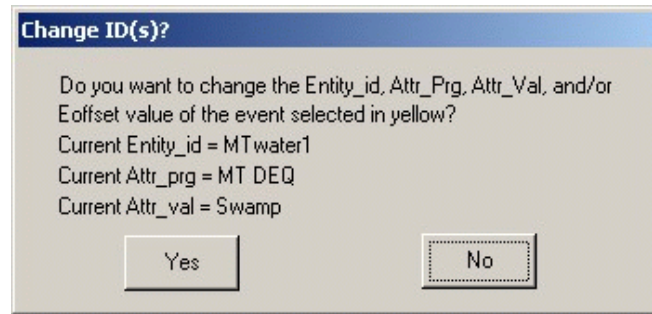 Change ID(s)?
Do you want to change the Entity_id, Attr_Prg, Attr_Val, and/or
Eoffset value of the event selected in yellow?
Current Entity_id = MTwater1
Current Attr_prg = MT DEQ
Current Attr_val = Swamp
Yes No